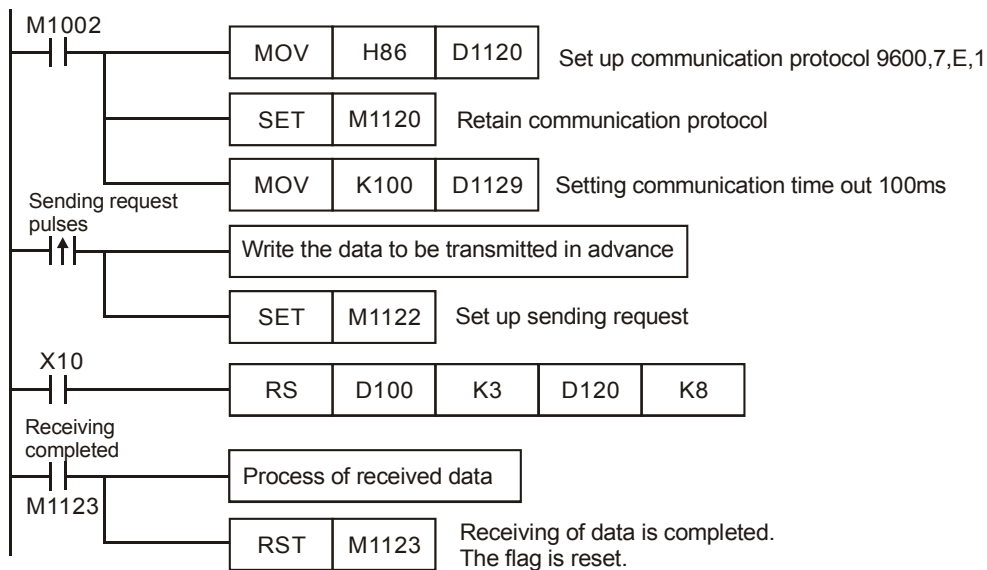 M1002
MOV H86 D1120 Set up communication protocol 9600,7,E,1
SET M1120 Retain communication protocol
MOV K100 D1129 Setting communication time out 100ms
Sending request
pulses
Write the data to be transmitted in advance
SET M1122 Set up sending request
X10
RS D100 K3 D120 K8
Receiving
completed
Process of received data
M1123
RST M1123 Receiving of data is completed.
The flag is reset.